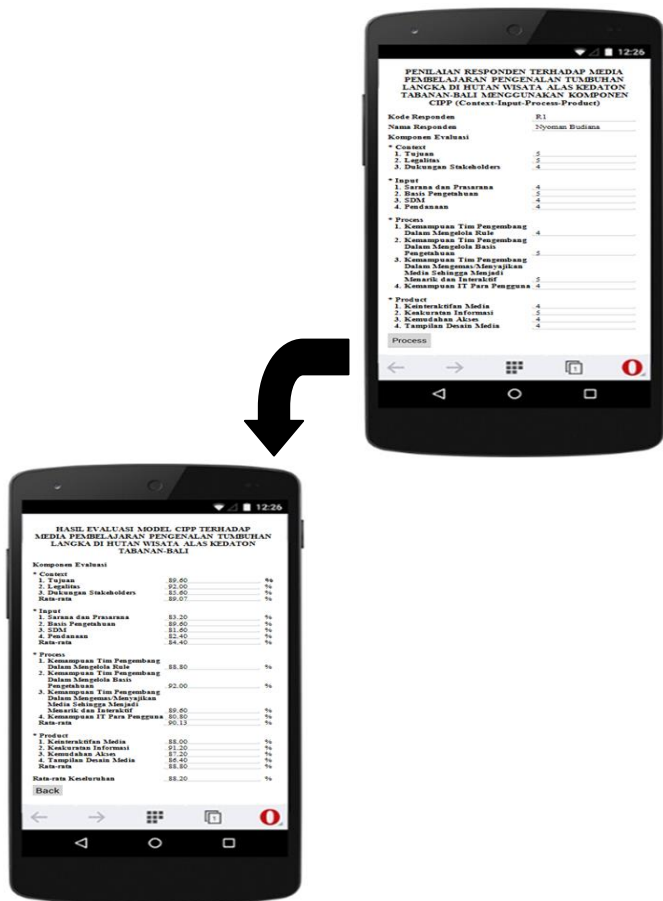 12:26
PENILAIAN RESPONDEN TERHADAP MEDIA
PEMBELAJARAN PENGENALAN TUMBUHAN
LANGKA DI HUTAN WISATA ALAS KEDATON
TABANAN-BALI MENGGUNAKAN KOMPONEN
CIPP (Context-Input-Process-Product)
Kode Responden R1
Nama Responden Nyoman Budiana
Komponen Evaluasi
* Context
1. Tujuan 5
2. Legalitas 5
3. Dukungan Stakeholders 4
* Input
1. Sarana dan Prasarana 4
2. Basis Pengetahuan 5
3. SDM 4
4. Pendanaan 4
* Process
1. Kemampuan Tim Pengembang
Dalam Mengelola Rule 4
2. Kemampuan Tim Pengembang
Dalam Mengelola Basis
Pengetahuan 5
3. Kemampuan Tim Pengembang
Dalam Mengemas/Menyajikan
Media Sehingga Menjadi
Menarik dan Interaktif 5
4. Kemampuan IT Para Pengguna 4
* Product
1. Keinteraktifan Media 4
2. Keakuratan Informasi 5
3. Kemudahan Akses 4
4. Tampilan Desain Media 4
Process
1
12:26
HASIL EVALUASI MODEL CIPP TERHADAP
MEDIA PEMBELAJARAN PENGENALAN TUMBUHAN
LANGKA DI HUTAN WISATA ALAS KEDATON
TABANAN-BALI
Komponen Evaluasi
* Context
1. Tujuan 89.60 %
2. Legalitas 92.00 %
3. Dukungan Stakeholders 85.60 %
Rata-rata 89.07 %
* Input
1. Sarana dan Prasarana 83.20 %
2. Basis Pengetahuan 89.60 %
3. SDM 81.60 %
4. Pendanaan 82.40 %
Rata-rata 84.40 %
* Process
1. Kemampuan Tim Pengembang
Dalam Mengelola Rule 88.80 %
2. Kemampuan Tim Pengembang
Dalam Mengelola Basis
Pengetahuan 92.00 %
3. Kemampuan Tim Pengembang
Dalam Mengemas/Menyajikan
Media Sehingga Menjadi
Menarik dan Interaktif 89.60 %
4. Kemampuan IT Para Pengguna 80.80 %
Rata-rata 90.13 %
* Product
1. Keinteraktifan Media 88.00 %
2. Keakuratan Informasi 91.20 %
3. Kemudahan Akses 87.20 %
4. Tampilan Desain Media 86.40 %
Rata-rata 88.80 %
Rata-rata Keseluruhan 88.20 %
Back
1